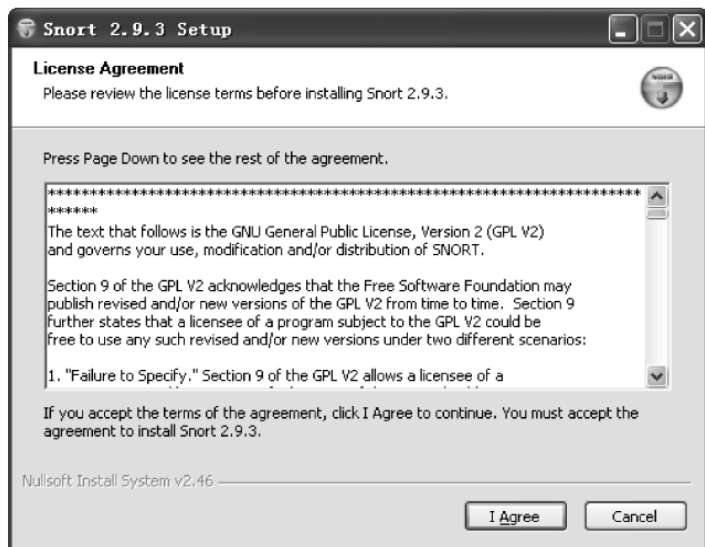 Snort 2.9.3 Setup
License Agreement
Please review the license terms before installing Snort 2.9.3.
Press Page Down to see the rest of the agreement.
***********************************************************************
******
The text that follows is the GNU General Public License, Version 2 (GPL V2)
and governs your use, modification and/or distribution of SNORT.
Section 9 of the GPL V2 acknowledges that the Free Software Foundation may
publish revised and/or new versions of the GPL V2 from time to time.  Section 9
further states that a licensee of a program subject to the GPL V2 could be
free to use any such revised and/or new versions under two different scenarios:
1. "Failure to Specify." Section 9 of the GPL V2 allows a licensee of a
If you accept the terms of the agreement, click I Agree to continue. You must accept the
agreement to install Snort 2.9.3.
Nullsoft Install System v2.46
I Agree
Cancel